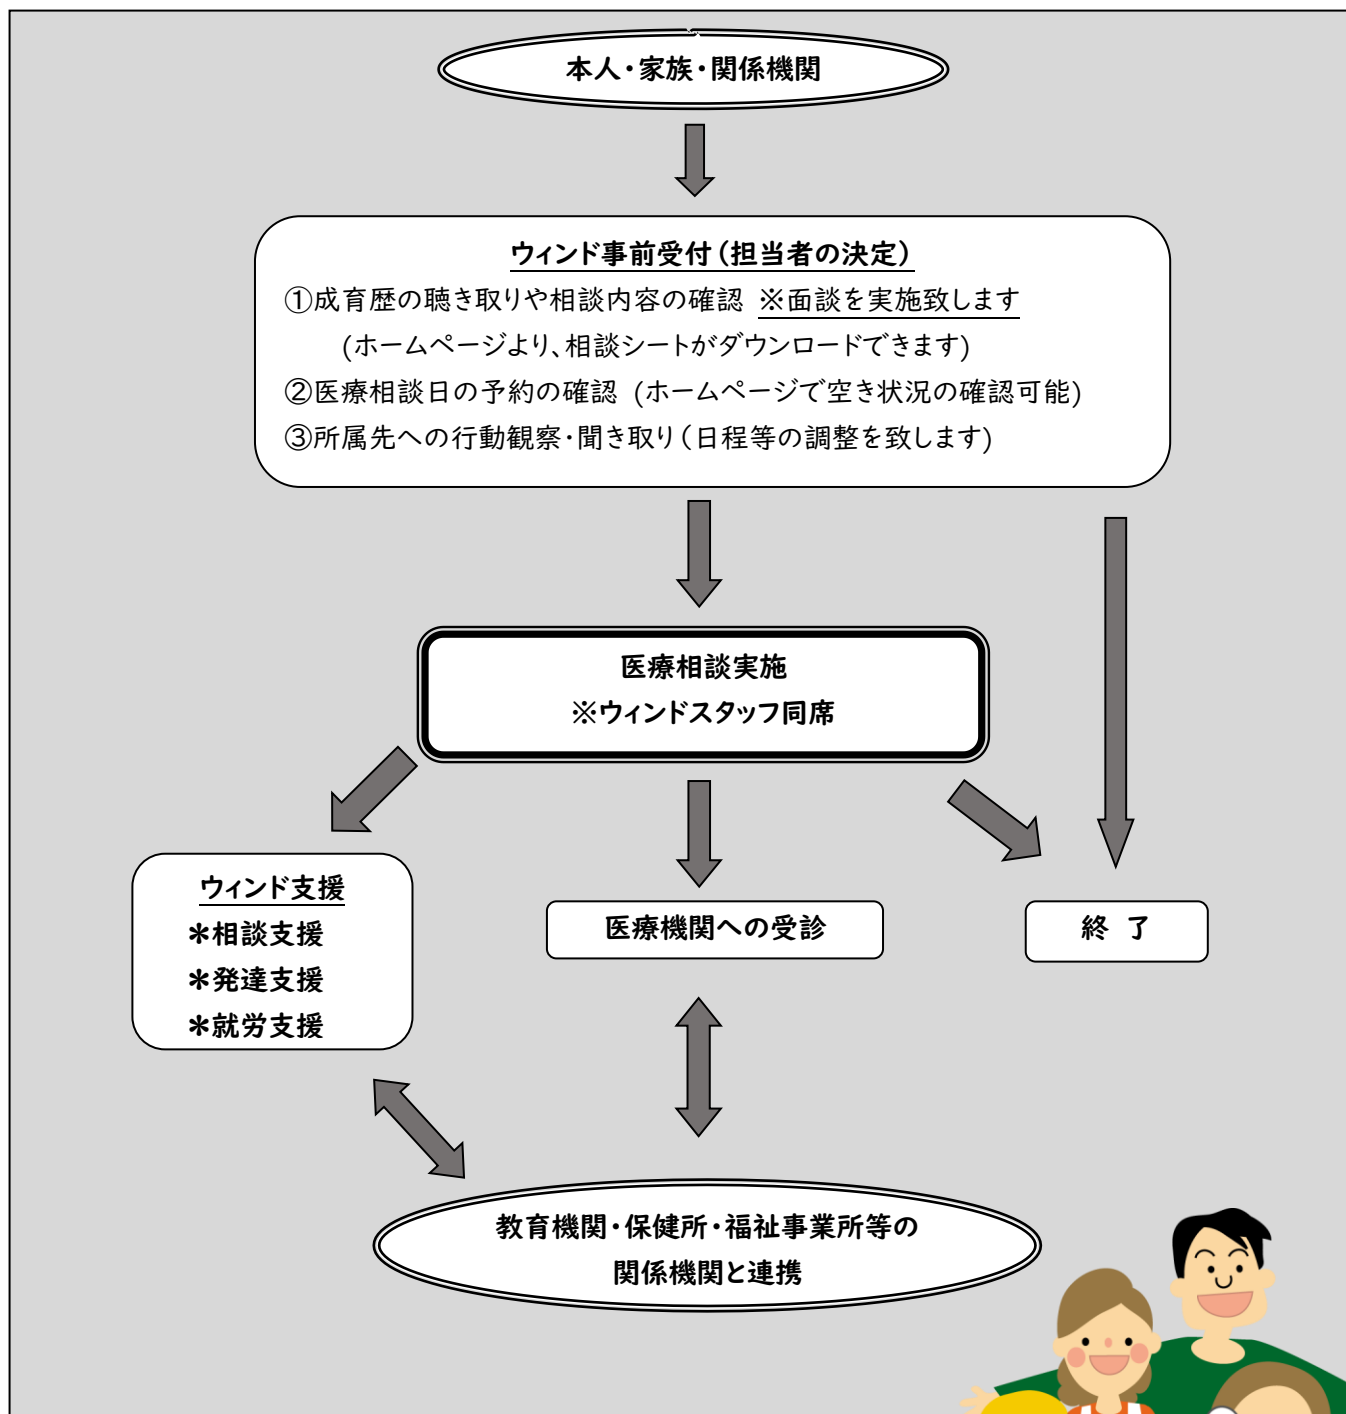 本人・家族・関係機関
ウィンド事前受付（担当者の決定）
①成育歴の聴き取りや相談内容の確認 ※面談を実施致します
(ホームページより、相談シートがダウンロードできます)
②医療相談日の予約の確認 (ホームページで空き状況の確認可能)
③所属先への行動観察・聞き取り（日程等の調整を致します)
医療相談実施
※ウィンドスタッフ同席
ウィンド支援
＊相談支援
＊発達支援
＊就労支援
医療機関への受診
終 了
教育機関・保健所・福祉事業所等の
関係機関と連携